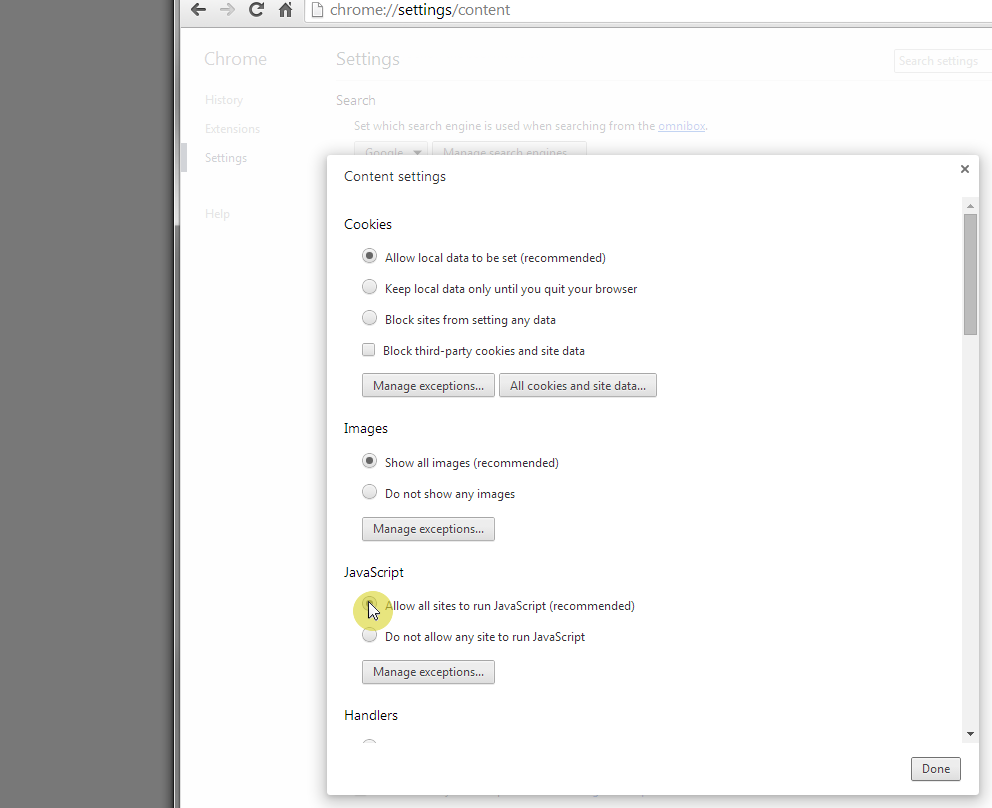 chrome://settings/content
Chrome
Settings
Search settings
History
Extensions
Settings
Help
Search
Set which search engine is used when searching from the omnibox.
Google Manage search engines...
Content settings
Cookies
Allow local data to be set (recommended)
Keep local data only until you quit your browser
Block sites from setting any data
Block third-party cookies and site data
Manage exceptions... All cookies and site data...
Images
Show all images (recommended)
Do not show any images
Manage exceptions...
JavaScript
Allow all sites to run JavaScript (recommended)
Do not allow any site to run JavaScript
Manage exceptions...
Handlers
Done